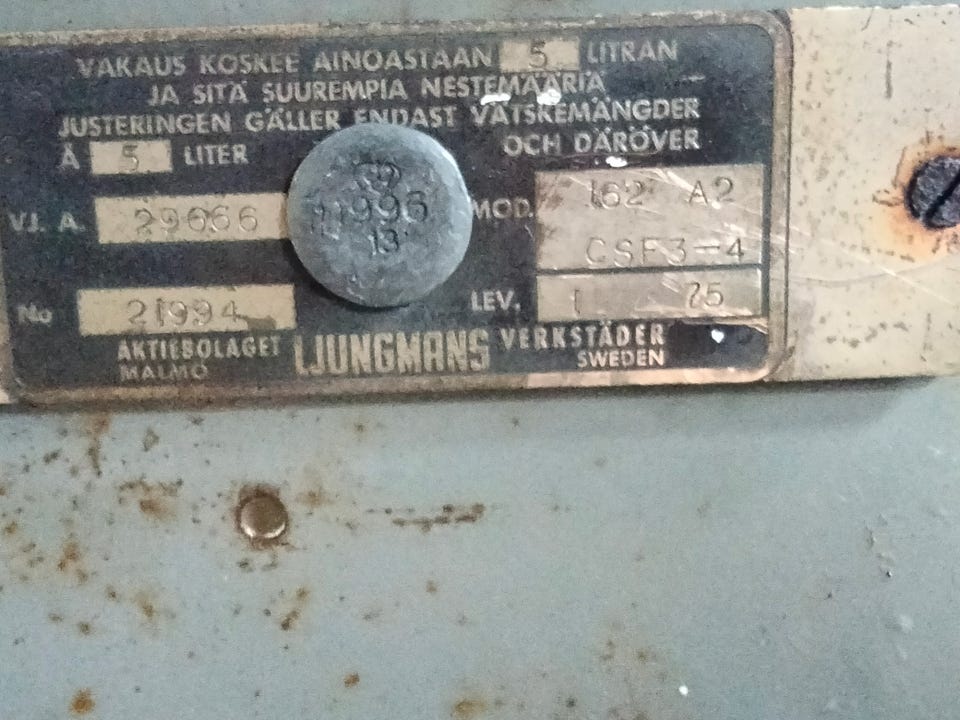 VAKAUS KOSKEE AINOASTAAN 5 LITRAN
JA SITÄ SUUREMPIA NESTEMÄÄRIÄ
JUSTERINGEN GÄLLER ENDAST VÄTSKEMÄNGDER
Å 5 LITER OCH DÄRÖVER
V.I. A. 29066 MOD. 162 A2
CSF3-4
1996
13
No 21994 LEV. 1 75
AKTIEBOLAGET LJUNGMANS VERKSTÄDER
MALMÖ SWEDEN